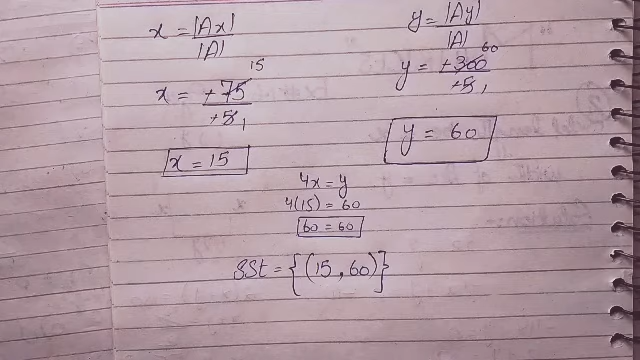 x = |Ax| / |A|
y = |Ay| / |A|
x = +75 / +5 15 1
y = +300 / +5 60 1
x = 15
y = 60
4x = y
4(15) = 60
60 = 60
SSt = {(15, 60)}